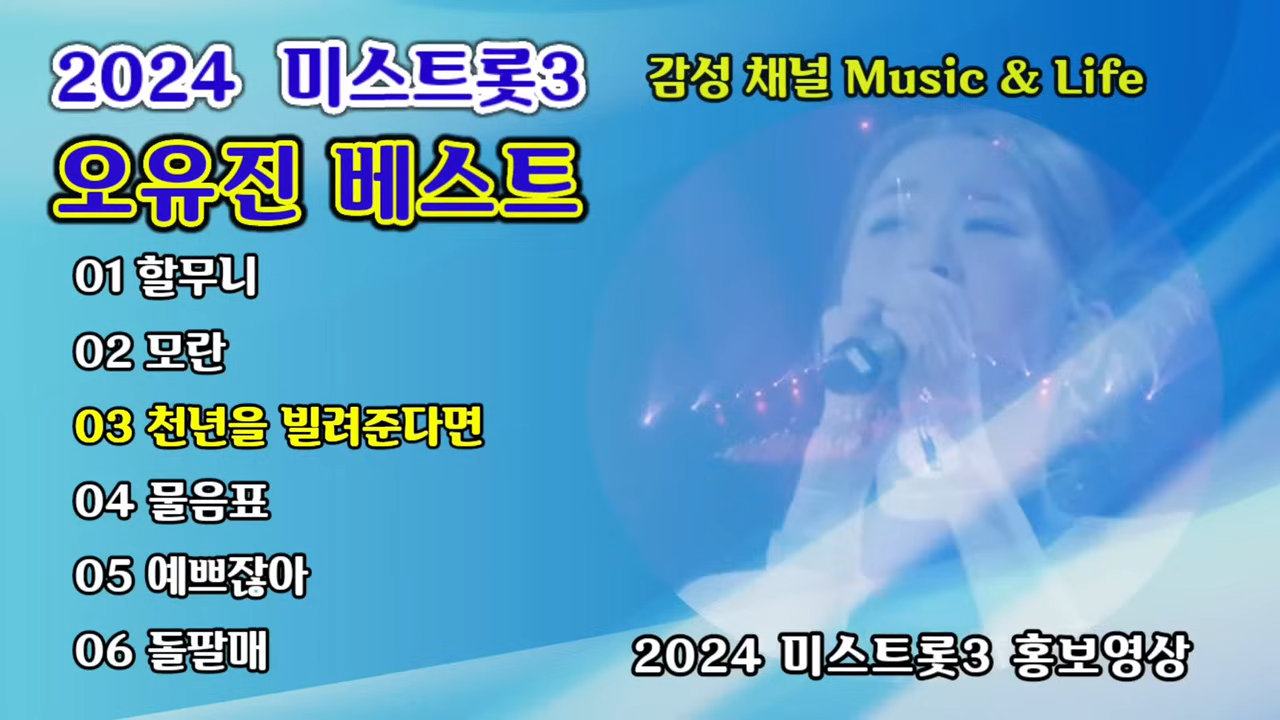 2024 미스트롯3
감성 채널 Music & Life
오유진 베스트
01 할무니
02 모란
03 천년을 빌려준다면
04 물음표
05 예쁘잖아
06 돌팔매
2024 미스트롯3 홍보영상